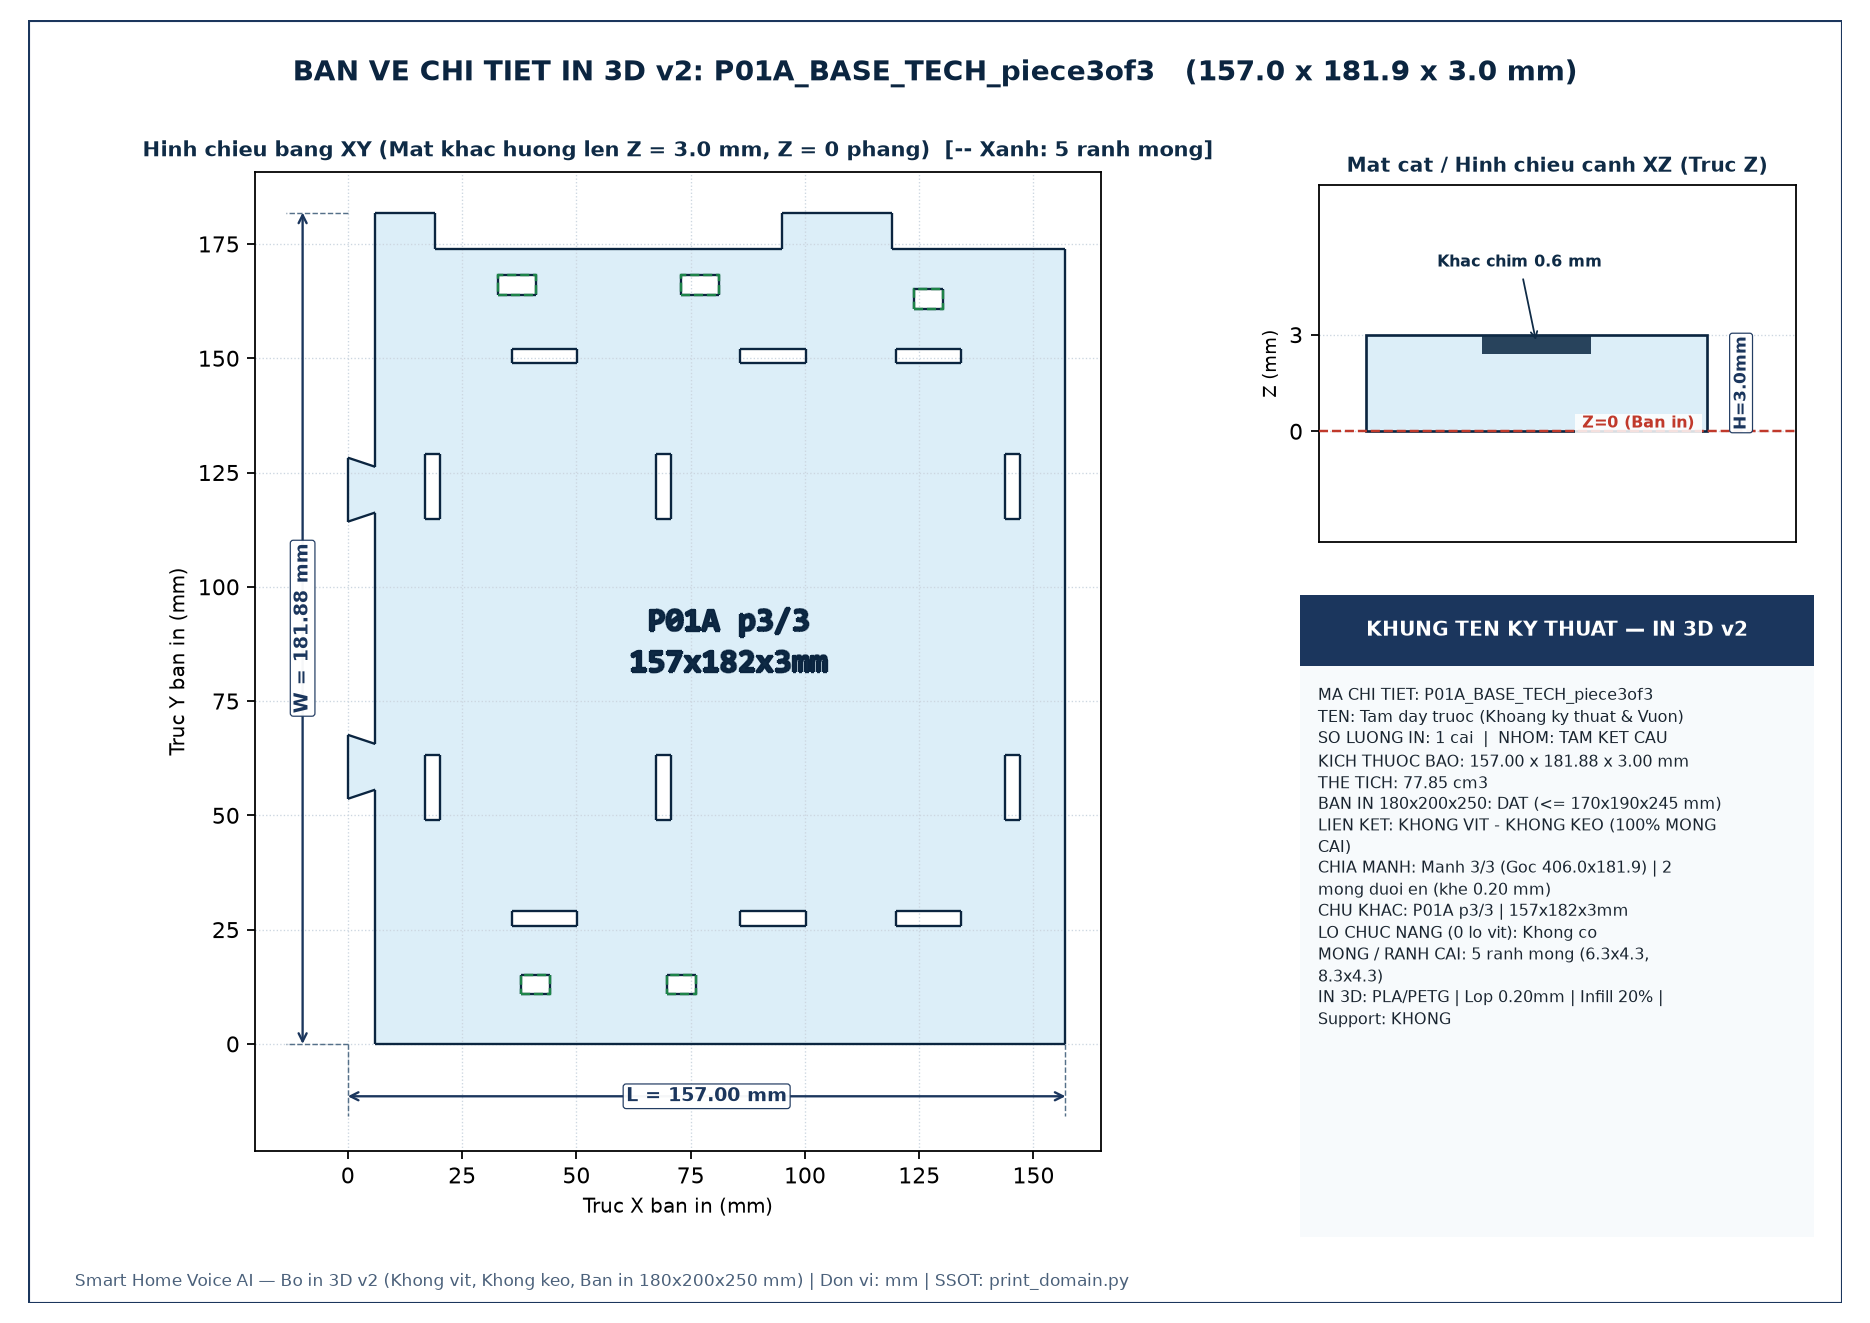 BAN VE CHI TIET IN 3D v2: P01A_BASE_TECH_piece3of3 (157.0 x 181.9 x 3.0 mm)
Hinh chieu bang XY (Mat khac huong len Z = 3.0 mm, Z = 0 phang) [-- Xanh: 5 ranh mong]
175
150
125
100
75
50
25
0
Truc Y ban in (mm)
W = 181.88 mm
P01A p3/3
157x182x3mm
L = 157.00 mm
0 25 50 75 100 125 150
Truc X ban in (mm)
Mat cat / Hinh chieu canh XZ (Truc Z)
Khac chim 0.6 mm
3
0
Z (mm)
Z=0 (Ban in)
H=3.0mm
KHUNG TEN KY THUAT — IN 3D v2
MA CHI TIET: P01A_BASE_TECH_piece3of3
TEN: Tam day truoc (Khoang ky thuat & Vuon)
SO LUONG IN: 1 cai | NHOM: TAM KET CAU
KICH THUOC BAO: 157.00 x 181.88 x 3.00 mm
THE TICH: 77.85 cm3
BAN IN 180x200x250: DAT (<= 170x190x245 mm)
LIEN KET: KHONG VIT - KHONG KEO (100% MONG
CAI)
CHIA MANH: Manh 3/3 (Goc 406.0x181.9) | 2
mong duoi en (khe 0.20 mm)
CHU KHAC: P01A p3/3 | 157x182x3mm
LO CHUC NANG (0 lo vit): Khong co
MONG / RANH CAI: 5 ranh mong (6.3x4.3,
8.3x4.3)
IN 3D: PLA/PETG | Lop 0.20mm | Infill 20% |
Support: KHONG
Smart Home Voice AI — Bo in 3D v2 (Khong vit, Khong keo, Ban in 180x200x250 mm) | Don vi: mm | SSOT: print_domain.py